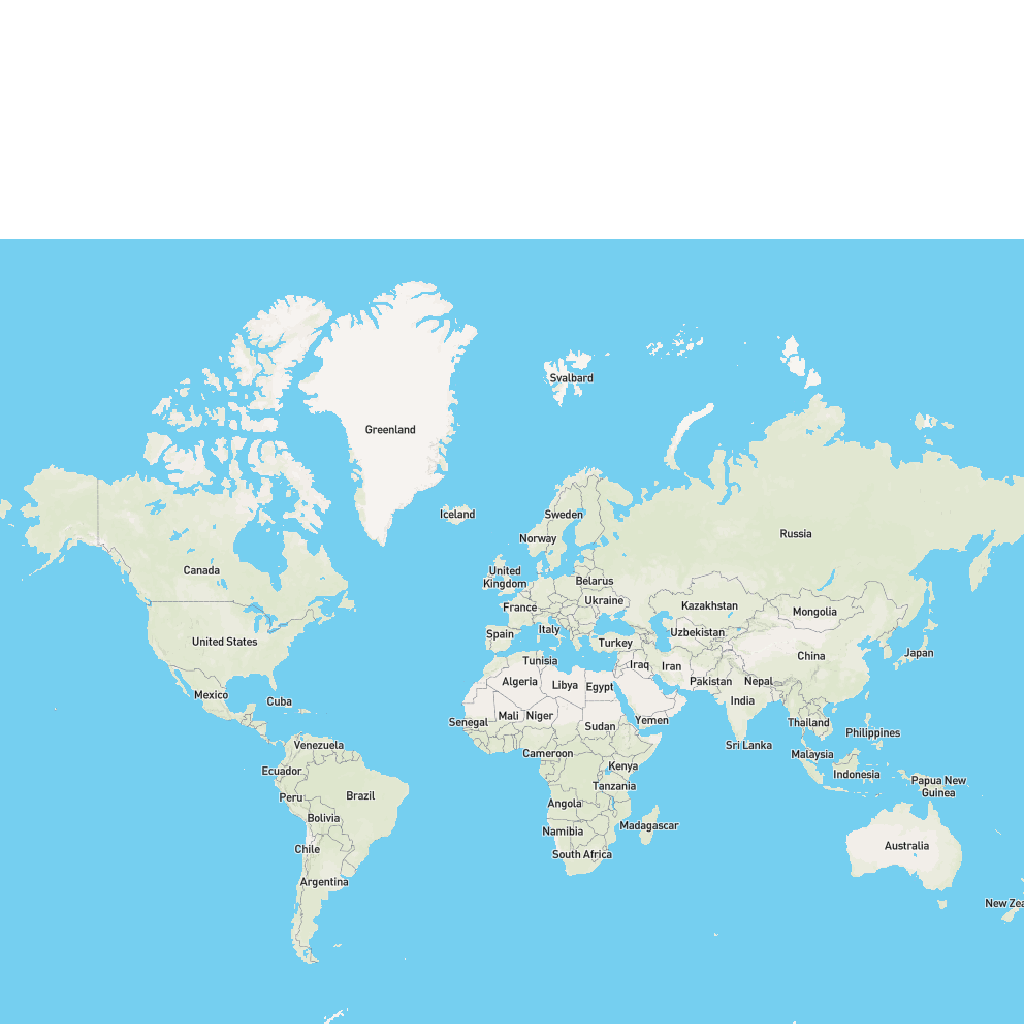 Svalbard
Greenland
Iceland
Sweden
Russia
Norway
Canada
United
Kingdom
Belarus
Ukraine
France
Kazakhstan
Mongolia
Italy
Spain
Uzbekistan
United States
Turkey
Japan
China
Tunisia
Iraq
Iran
Algeria
Libya
Egypt
Pakistan
Nepal
Mexico
Cuba
India
Senegal
Mali
Niger
Sudan
Yemen
Thailand
Philippines
Venezuela
Sri Lanka
Cameroon
Malaysia
Kenya
Ecuador
Indonesia
Papua New
Guinea
Tanzania
Peru
Brazil
Angola
Bolivia
Madagascar
Namibia
Chile
Australia
South Africa
Argentina
New Zea